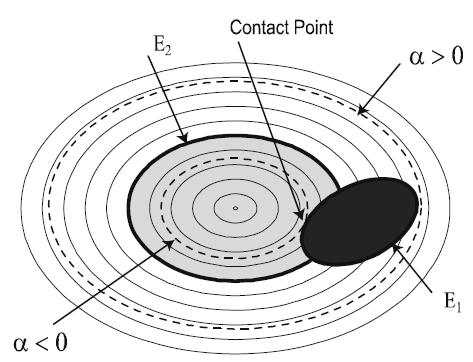 Contact Point
E₂
α > 0
E₁
α < 0